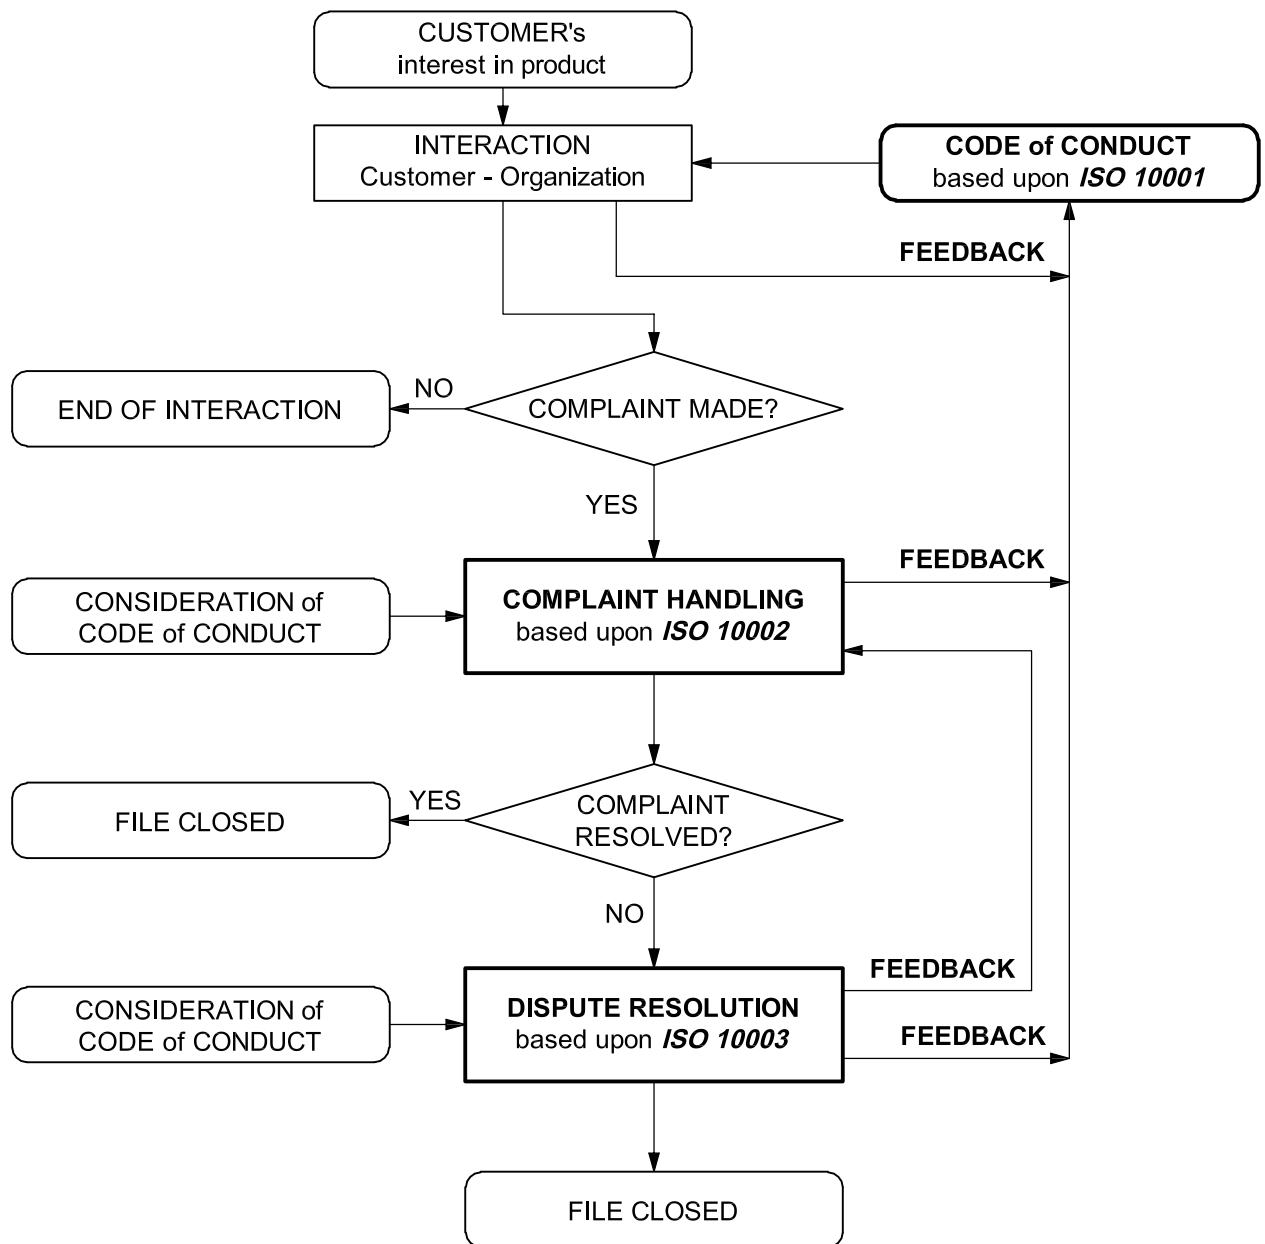 CUSTOMER's
interest in product
INTERACTION
Customer - Organization
CODE of CONDUCT
based upon ISO 10001
FEEDBACK
NO
END OF INTERACTION
COMPLAINT MADE?
YES
FEEDBACK
CONSIDERATION of
CODE of CONDUCT
COMPLAINT HANDLING
based upon ISO 10002
YES
FILE CLOSED
COMPLAINT
RESOLVED?
NO
FEEDBACK
CONSIDERATION of
CODE of CONDUCT
DISPUTE RESOLUTION
based upon ISO 10003
FEEDBACK
FILE CLOSED